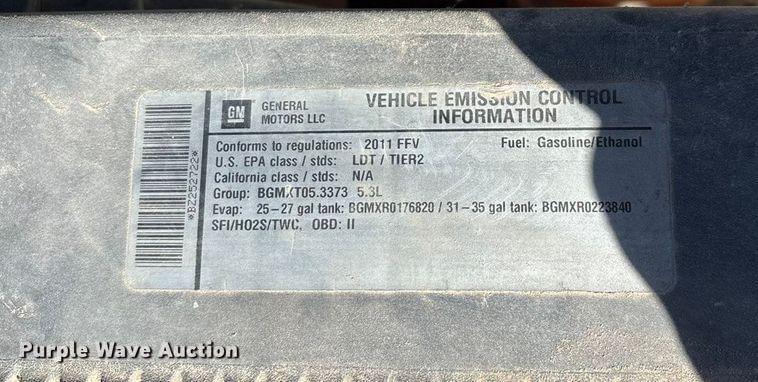 GM
GENERAL
MOTORS LLC
VEHICLE EMISSION CONTROL
INFORMATION
Conforms to regulations: 2011 FFV Fuel: Gasoline/Ethanol
U.S. EPA class / stds: LDT / TIER2
California class / stds: N/A
Group: BGMXT05.3373 5.3L
Evap: 25-27 gal tank: BGMXR0176820 / 31-35 gal tank: BGMXR0223840
SFI/HO2S/TWC, OBD: II
*BZ252722*
Purple Wave Auction